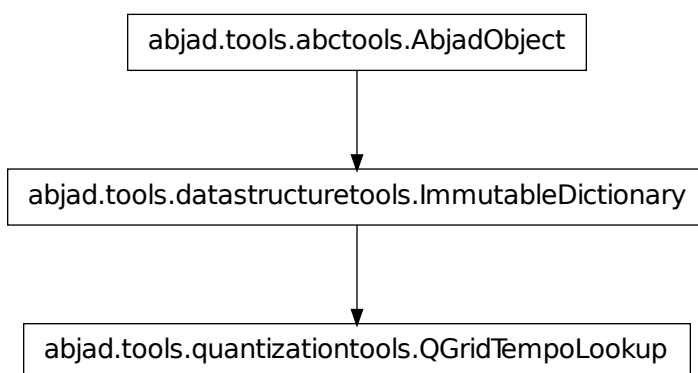 abjad.tools.abctools.AbjadObject
abjad.tools.datastructuretools.ImmutableDictionary
abjad.tools.quantizationtools.QGridTempoLookup